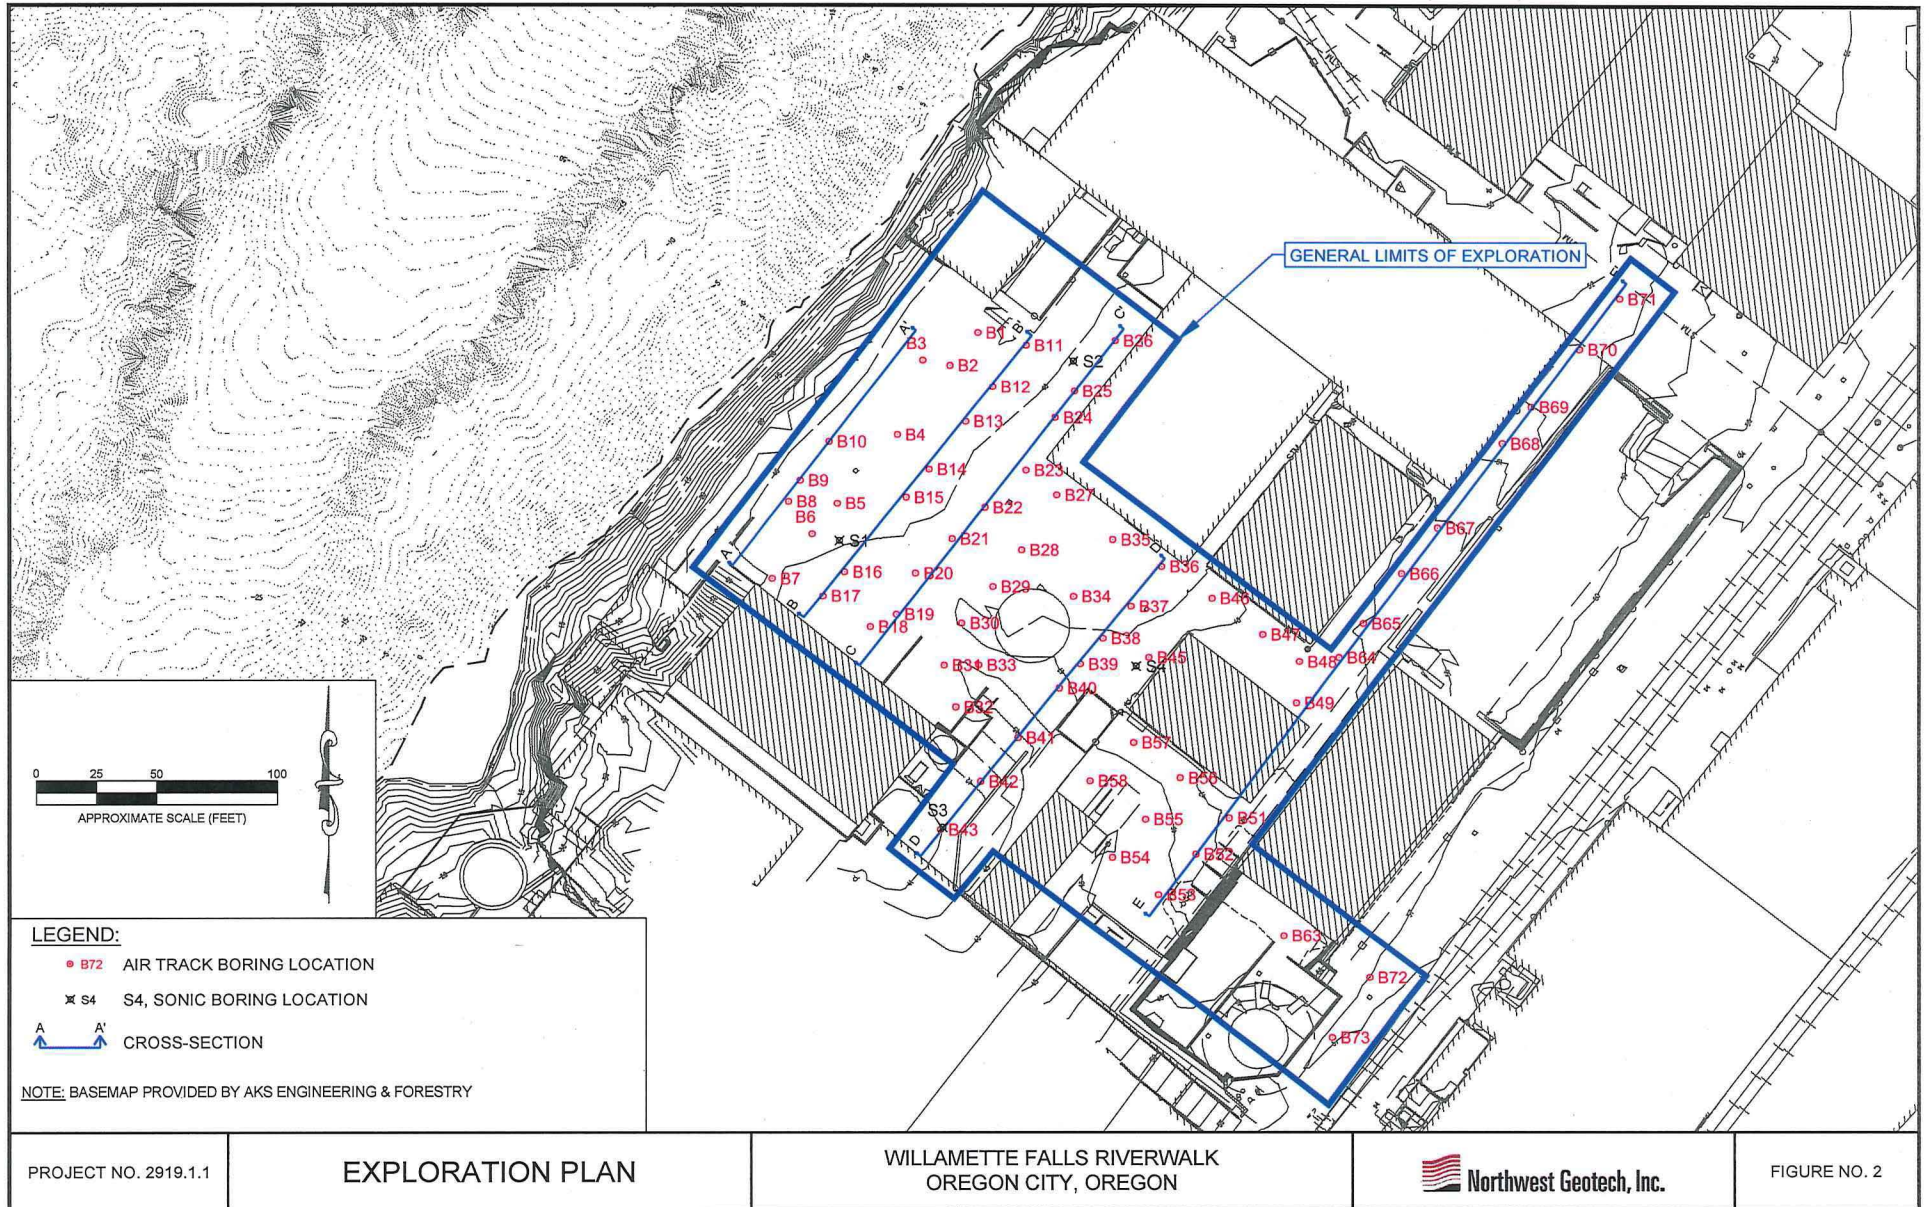 GENERAL LIMITS OF EXPLORATION
B71
B70
B69
B68
B67
B66
B65
B64
A'
B'
C'
B1
B3
B2
B11
S2
B26
B12
B25
B24
B13
B4
B10
B14
B23
B9
B27
B15
B8
B5
B22
B6
S1
B21
B28
B35
D'
B36
A
B7
B16
B20
B29
B17
B34
B37
B46
B
B19
B18
B30
B38
B47
C
B31
B33
B39
B45
S4
B48
B40
B32
B49
B41
B57
B42
B58
B56
S3
B43
B55
B51
D
B54
B52
E
B53
B63
B72
B73
0 25 50 100
APPROXIMATE SCALE (FEET)
LEGEND:
B72 AIR TRACK BORING LOCATION
S4 S4, SONIC BORING LOCATION
A A'
CROSS-SECTION
NOTE: BASEMAP PROVIDED BY AKS ENGINEERING & FORESTRY
PROJECT NO. 2919.1.1
EXPLORATION PLAN
WILLAMETTE FALLS RIVERWALK
OREGON CITY, OREGON
Northwest Geotech, Inc.
FIGURE NO. 2